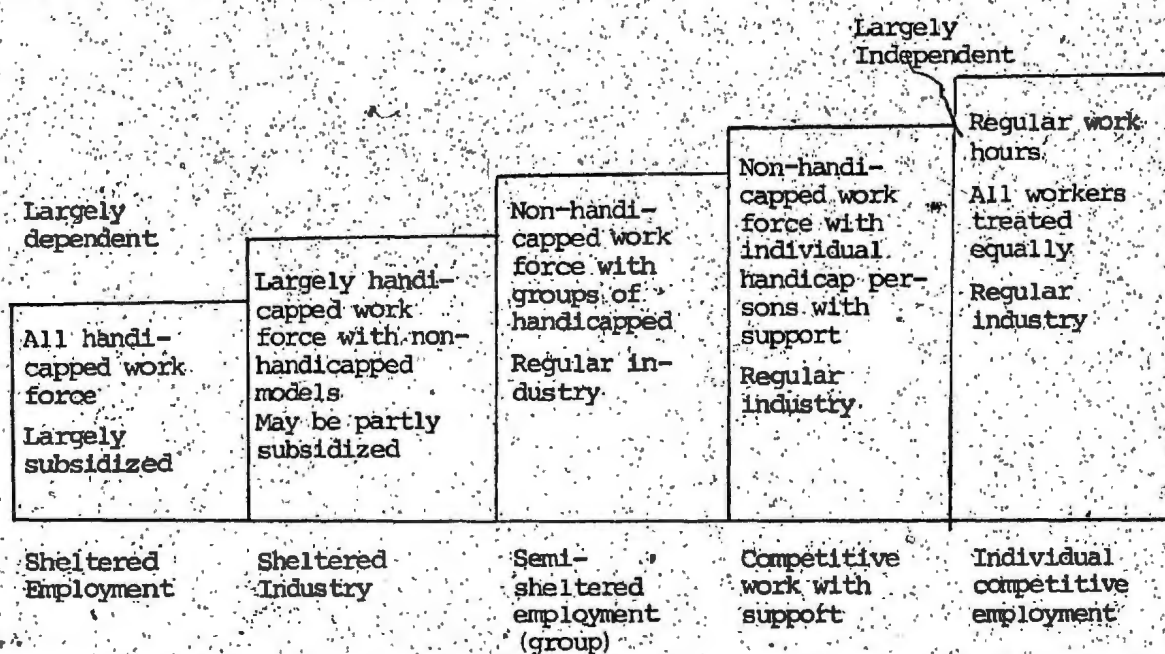 Largely
Independent
Largely
dependent
All handi-
capped work
force
Largely
subsidized
Largely handi-
capped work
force with non-
handicapped
models
May be partly
subsidized
Non-handi-
capped work
force with
groups of
handicapped
Regular in-
dustry
Non-handi-
capped work
force with
individual
handicap per-
sons with
support
Regular
industry
Regular work
hours
All workers
treated
equally
Regular
industry
Sheltered
Employment
Sheltered
Industry
Semi-
sheltered
employment
(group)
Competitive
work with
support
Individual
competitive
employment